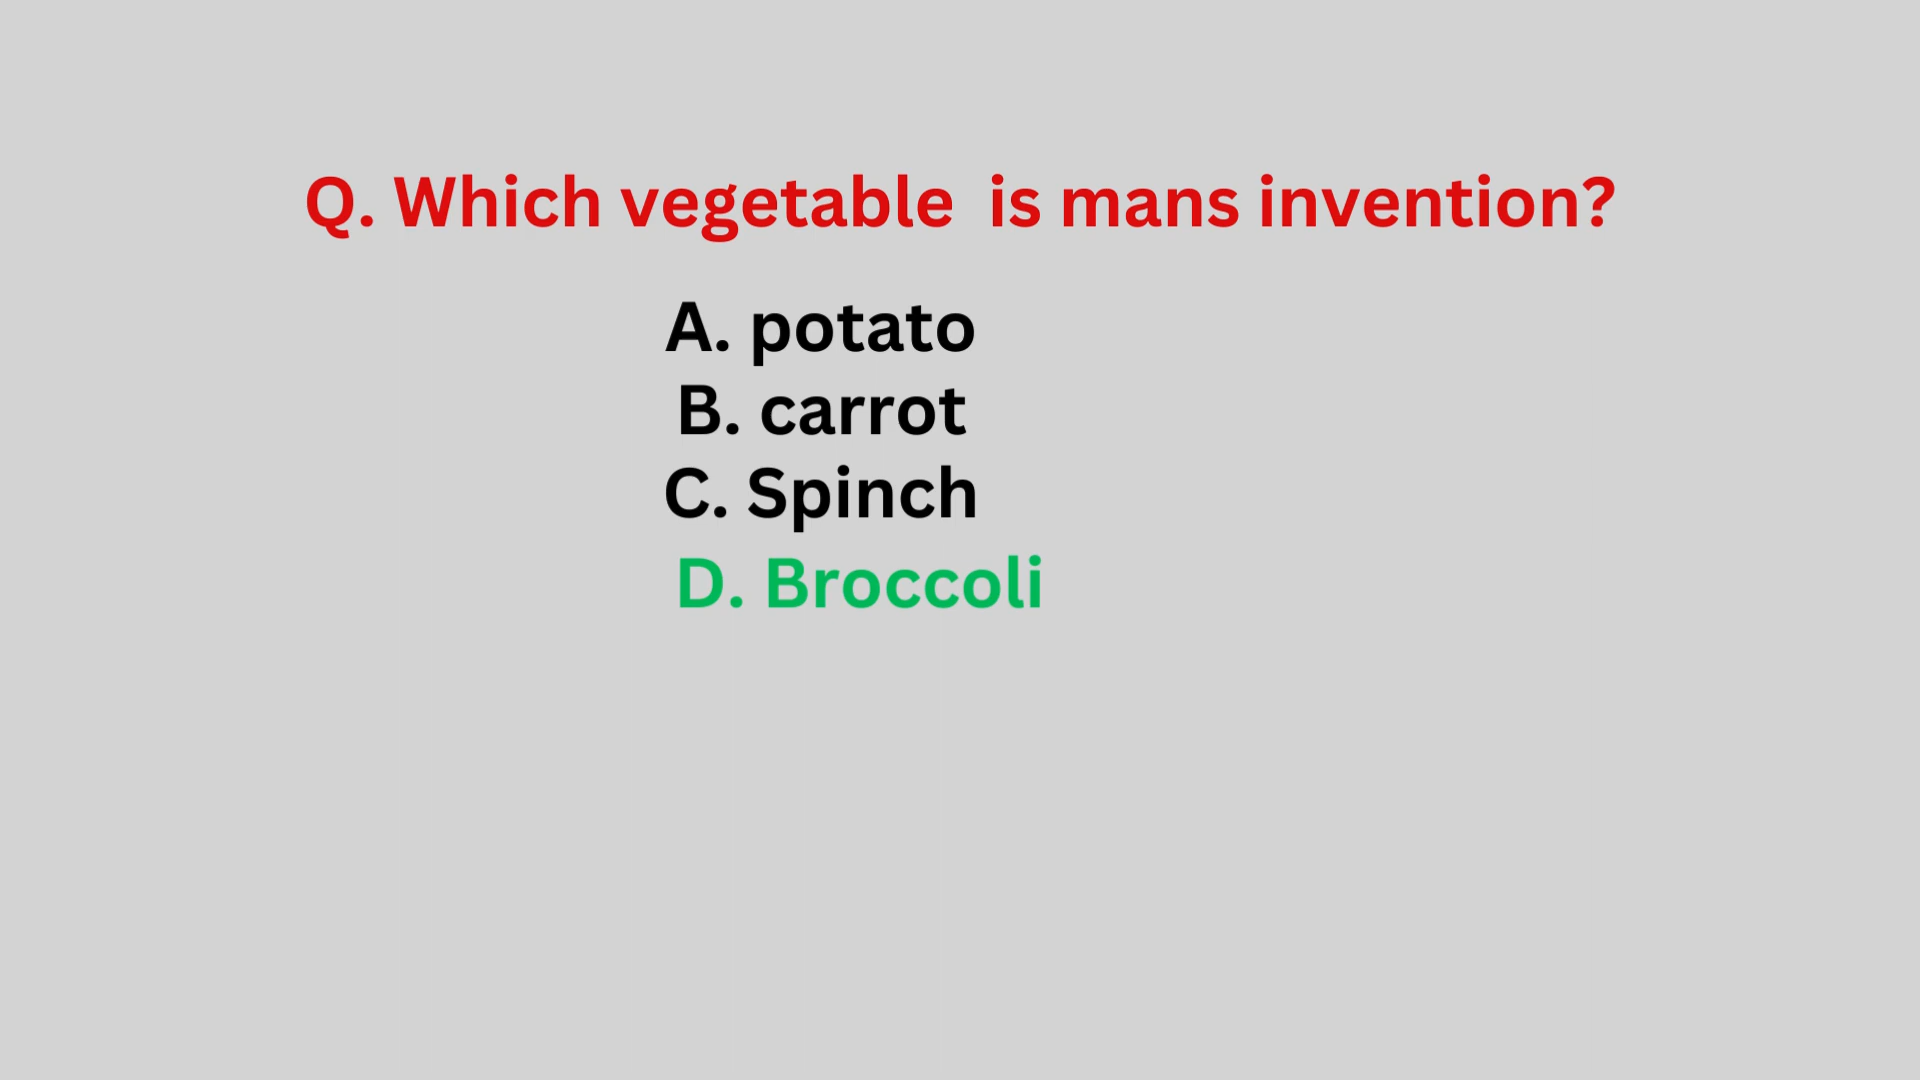 Q. Which vegetable  is mans invention?
A. potato
B. carrot
C. Spinch
D. Broccoli